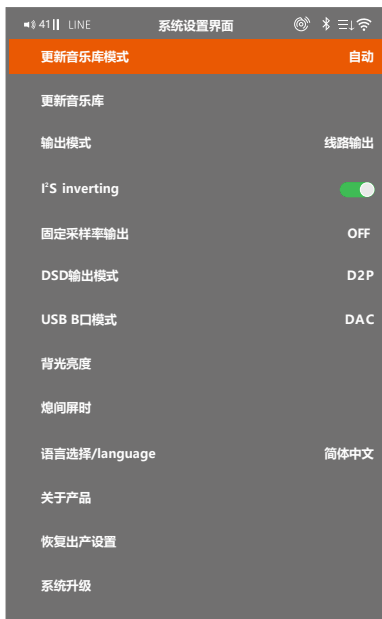 41 LINE 系统设置界面
更新音乐库模式 自动
更新音乐库
输出模式 线路输出
I²S inverting
固定采样率输出 OFF
DSD输出模式 D2P
USB B口模式 DAC
背光亮度
熄间屏时
语言选择/language 简体中文
关于产品
恢复出产设置
系统升级